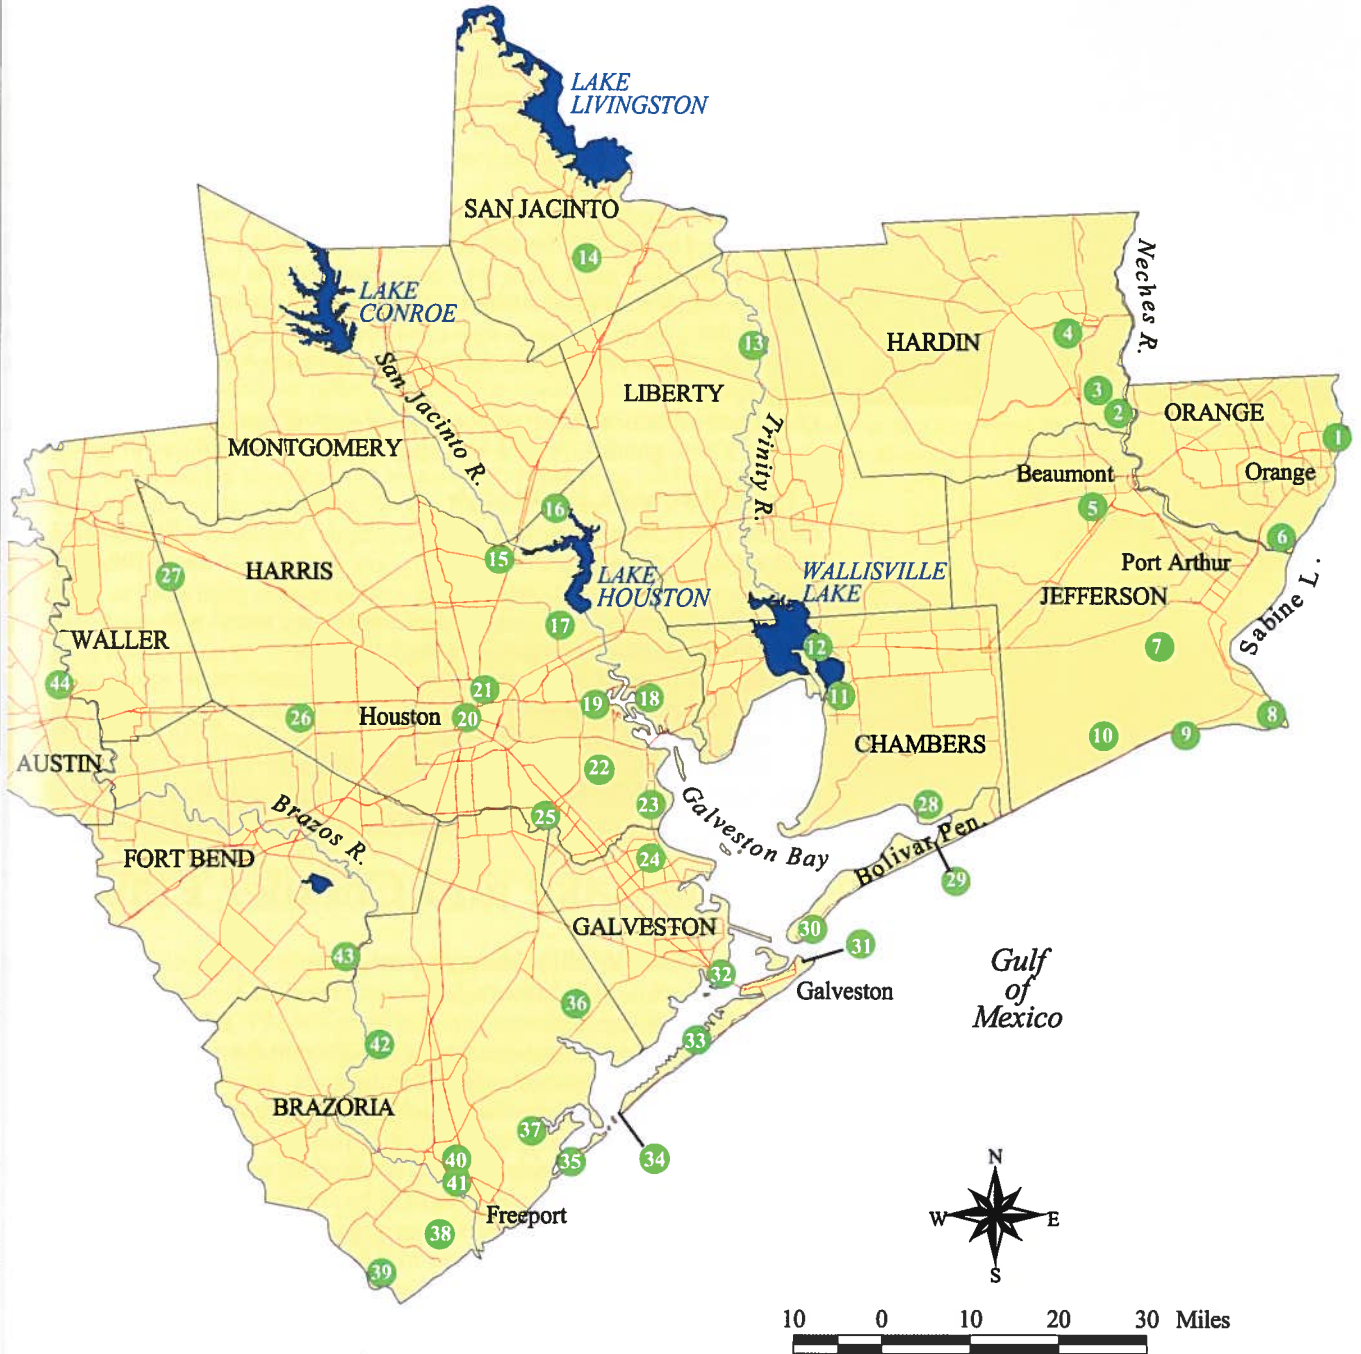 LAKE
LIVINGSTON
SAN JACINTO
14
LAKE
CONROE
San Jacinto R.
MONTGOMERY
Neches R.
HARDIN
4
13
LIBERTY
Trinity R.
3
2
ORANGE
1
Orange
Beaumont
5
6
Port Arthur
JEFFERSON
Sabine L.
7
8
9
10
16
15
LAKE
HOUSTON
WALLISVILLE
LAKE
12
11
CHAMBERS
27
HARRIS
17
WALLER
44
21
20
Houston
26
19
18
AUSTIN
22
23
25
24
Galveston Bay
28
Bolivar Pen.
29
Brazos R.
FORT BEND
GALVESTON
30
31
32
Galveston
33
Gulf
of
Mexico
43
36
42
BRAZORIA
37
35
34
40
41
Freeport
38
39
N
W
E
S
10 0 10 20 30 Miles